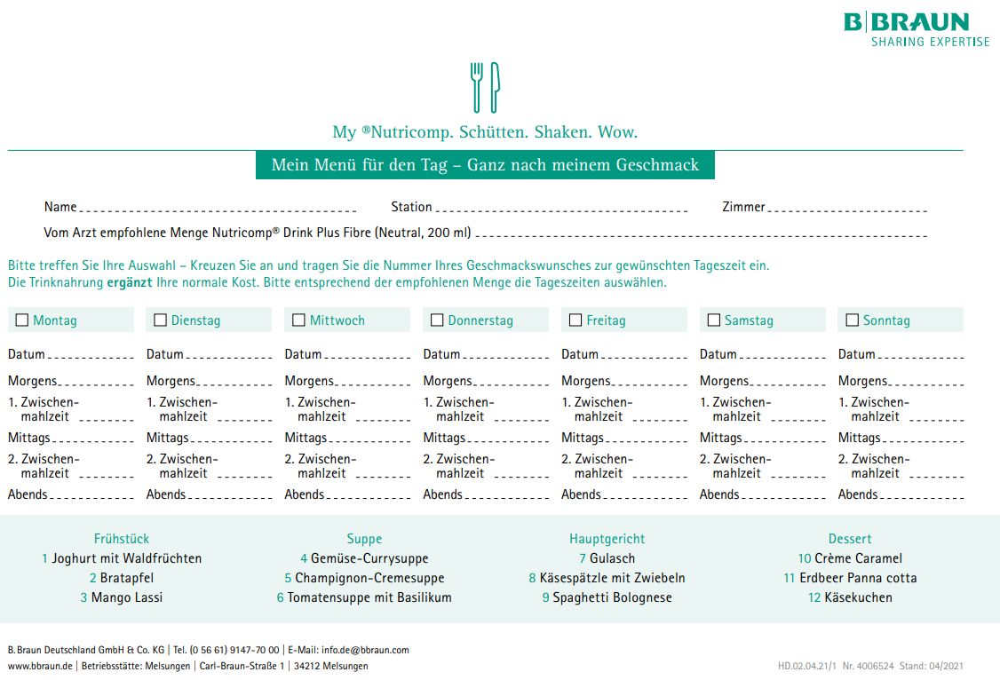 B|BRAUN
SHARING EXPERTISE
My ®Nutricomp. Schütten. Shaken. Wow.
Mein Menü für den Tag – Ganz nach meinem Geschmack
Name Station Zimmer
Vom Arzt empfohlene Menge Nutricomp® Drink Plus Fibre (Neutral, 200 ml)
Bitte treffen Sie Ihre Auswahl – Kreuzen Sie an und tragen Sie die Nummer Ihres Geschmackswunsches zur gewünschten Tageszeit ein.
Die Trinknahrung ergänzt Ihre normale Kost. Bitte entsprechend der empfohlenen Menge die Tageszeiten auswählen.
Montag Dienstag Mittwoch Donnerstag Freitag Samstag Sonntag
Datum Datum Datum Datum Datum Datum Datum
Morgens Morgens Morgens Morgens Morgens Morgens Morgens
1. Zwischen- 1. Zwischen- 1. Zwischen- 1. Zwischen- 1. Zwischen- 1. Zwischen- 1. Zwischen-
mahlzeit mahlzeit mahlzeit mahlzeit mahlzeit mahlzeit mahlzeit
Mittags Mittags Mittags Mittags Mittags Mittags Mittags
2. Zwischen- 2. Zwischen- 2. Zwischen- 2. Zwischen- 2. Zwischen- 2. Zwischen- 2. Zwischen-
mahlzeit mahlzeit mahlzeit mahlzeit mahlzeit mahlzeit mahlzeit
Abends Abends Abends Abends Abends Abends Abends
Frühstück Suppe Hauptgericht Dessert
1 Joghurt mit Waldfrüchten 4 Gemüse-Currysuppe 7 Gulasch 10 Crème Caramel
2 Bratapfel 5 Champignon-Cremesuppe 8 Käsespätzle mit Zwiebeln 11 Erdbeer Panna cotta
3 Mango Lassi 6 Tomatensuppe mit Basilikum 9 Spaghetti Bolognese 12 Käsekuchen
B. Braun Deutschland GmbH & Co. KG | Tel. (0 56 61) 9147-70 00 | E-Mail: info.de@bbraun.com
www.bbraun.de | Betriebsstätte: Melsungen | Carl-Braun-Straße 1 | 34212 Melsungen HD.02.04.21/1 Nr. 4006524 Stand: 04/2021